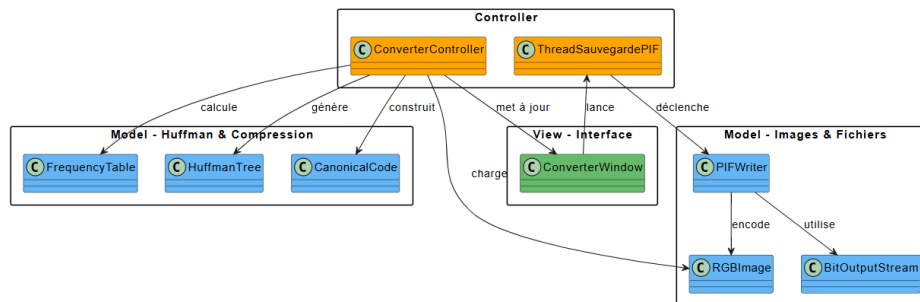 Controller
C ConverterController
C ThreadSauvegardePIF
calcule
génère
construit
met à jour
lance
déclenche
Model - Huffman & Compression
View - Interface
Model - Images & Fichiers
C FrequencyTable
C HuffmanTree
C CanonicalCode
C ConverterWindow
C PIFWriter
charge
encode
utilise
C RGBImage
C BitOutputStream